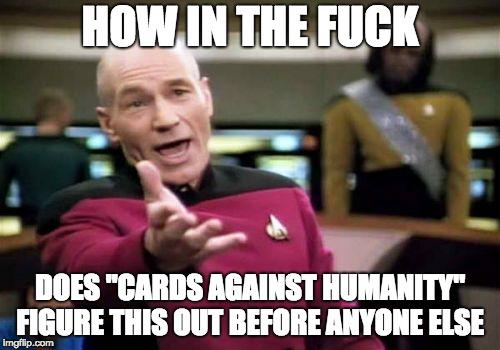 HOW IN THE FUCK
DOES "CARDS AGAINST HUMANITY"
FIGURE THIS OUT BEFORE ANYONE ELSE
imgflip.com